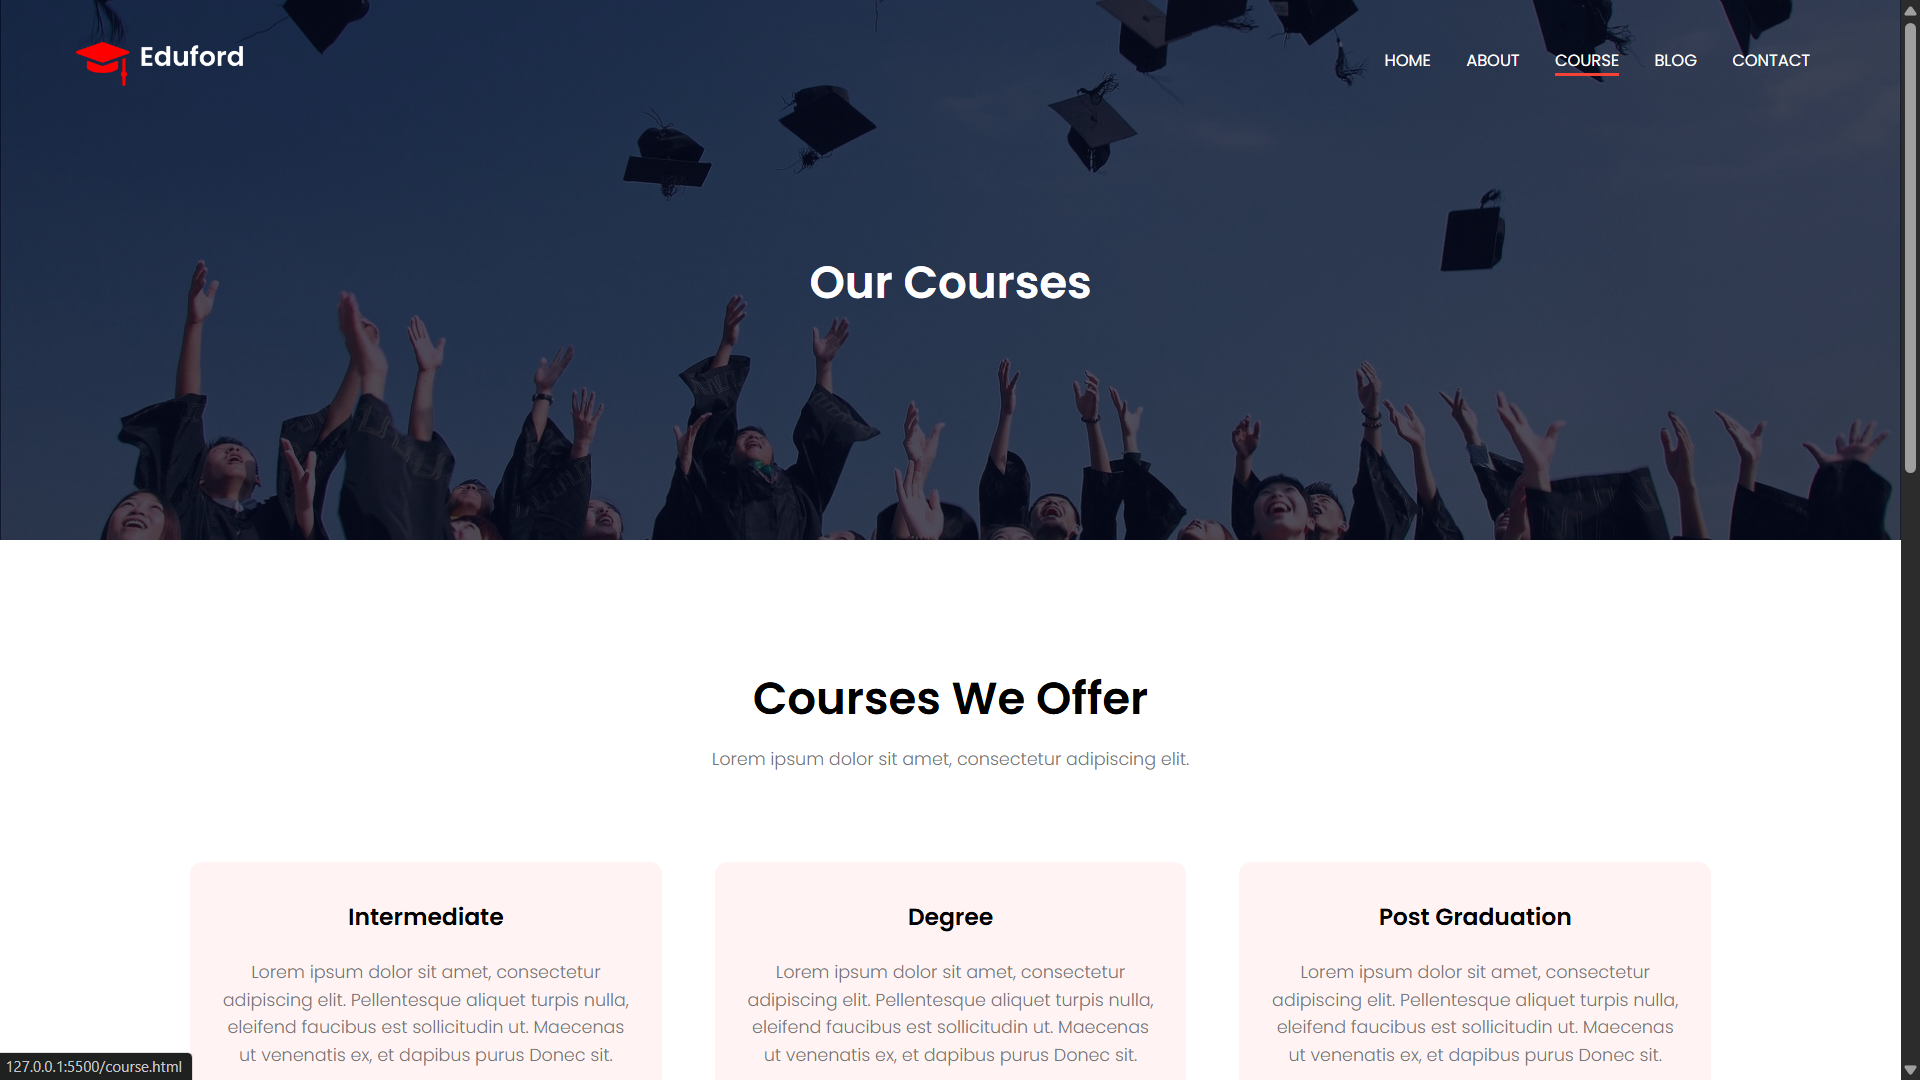 Eduford
HOME ABOUT COURSE BLOG CONTACT
Our Courses
Courses We Offer
Lorem ipsum dolor sit amet, consectetur adipiscing elit.
Intermediate
Lorem ipsum dolor sit amet, consectetur
adipiscing elit. Pellentesque aliquet turpis nulla,
eleifend faucibus est sollicitudin ut. Maecenas
ut venenatis ex, et dapibus purus Donec sit.
Degree
Lorem ipsum dolor sit amet, consectetur
adipiscing elit. Pellentesque aliquet turpis nulla,
eleifend faucibus est sollicitudin ut. Maecenas
ut venenatis ex, et dapibus purus Donec sit.
Post Graduation
Lorem ipsum dolor sit amet, consectetur
adipiscing elit. Pellentesque aliquet turpis nulla,
eleifend faucibus est sollicitudin ut. Maecenas
ut venenatis ex, et dapibus purus Donec sit.
127.0.0.1:5500/course.html